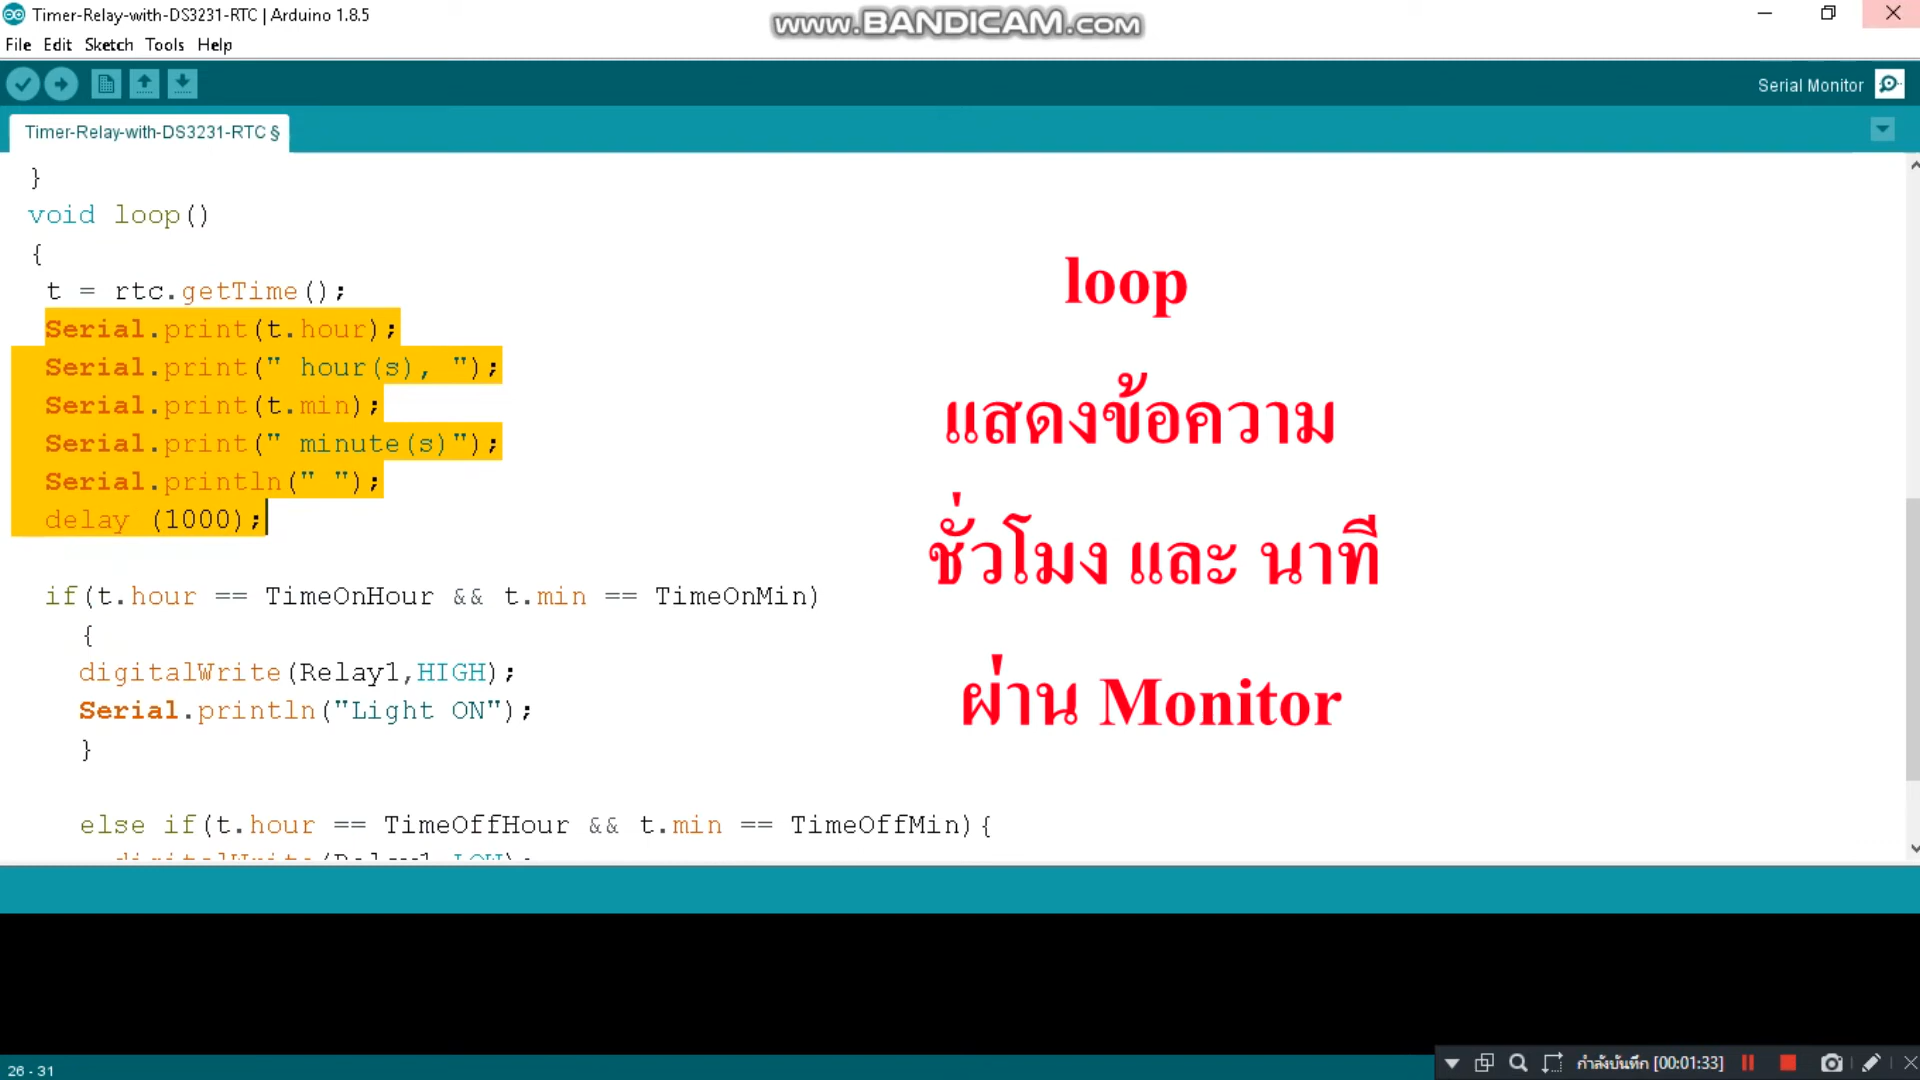 Timer-Relay-with-DS3231-RTC | Arduino 1.8.5
www.BANDICAM.com
File Edit Sketch Tools Help
Serial Monitor
Timer-Relay-with-DS3231-RTC §
}
void loop()
{
t = rtc.getTime();
Serial.print(t.hour);
Serial.print(" hour(s), ");
Serial.print(t.min);
Serial.print(" minute(s)");
Serial.println(" ");
delay (1000);
if(t.hour == TimeOnHour && t.min == TimeOnMin)
{
digitalWrite(Relay1,HIGH);
Serial.println("Light ON");
}
else if(t.hour == TimeOffHour && t.min == TimeOffMin){
digitalWrite(Relay1,LOW);
loop
แสดงข้อความ
ชั่วโมง และ นาที
ผ่าน Monitor
26 - 31
กำลังบันทึก [00:01:33]